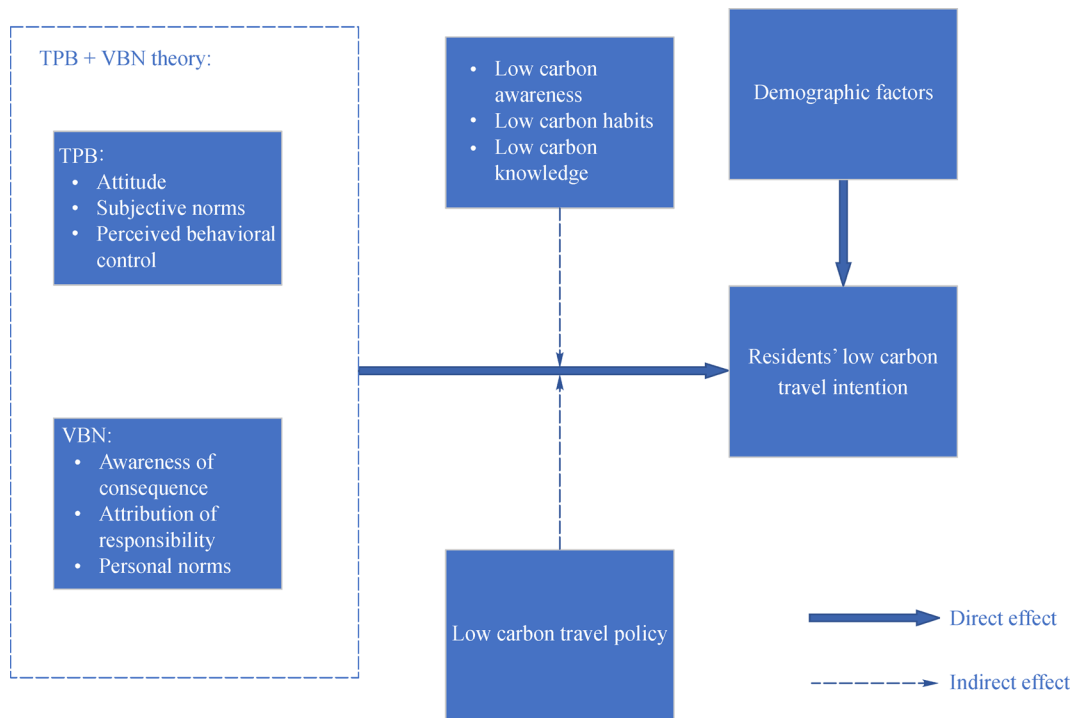 TPB + VBN theory:
TPB:
• Attitude
• Subjective norms
• Perceived behavioral
control
VBN:
• Awareness of
consequence
• Attribution of
responsibility
• Personal norms
• Low carbon
awareness
• Low carbon habits
• Low carbon
knowledge
Low carbon travel policy
Demographic factors
Residents’ low carbon
travel intention
Direct effect
Indirect effect